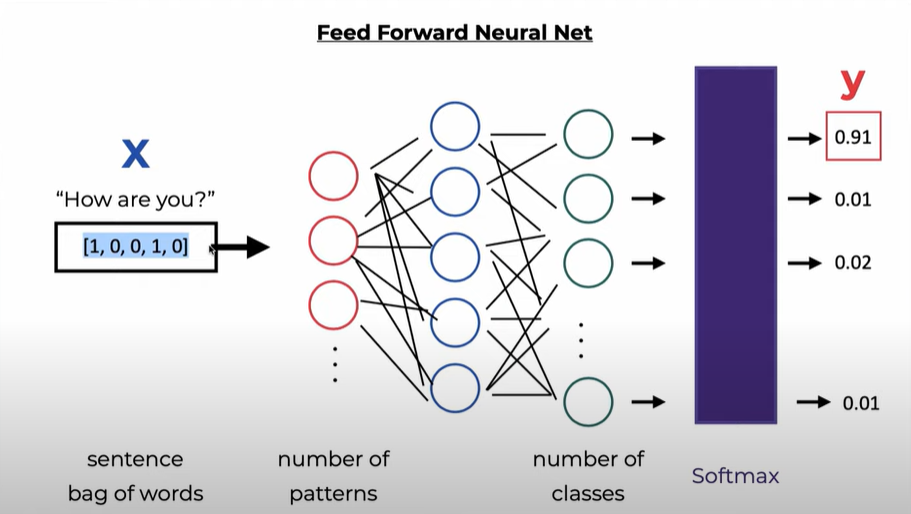 Feed Forward Neural Net
X
“How are you?”
[1, 0, 0, 1, 0]
y
0.91
0.01
0.02
0.01
sentence
bag of words
number of
patterns
number of
classes
Softmax